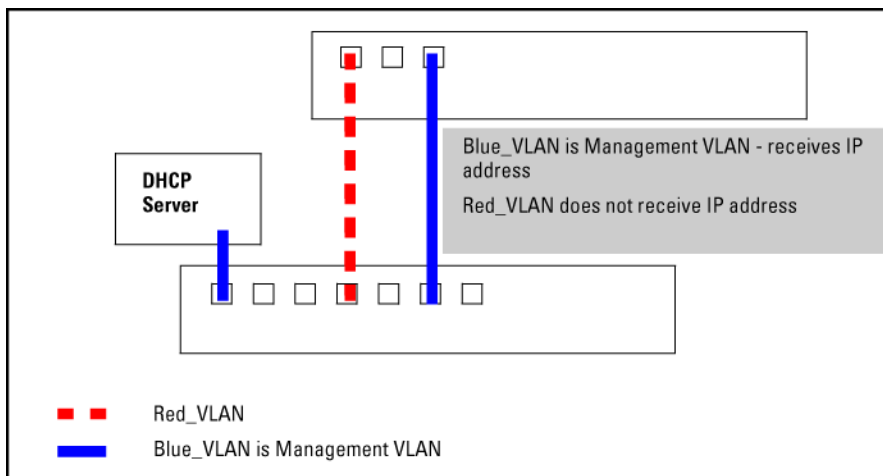 Blue_VLAN is Management VLAN - receives IP
address
Red_VLAN does not receive IP address
DHCP
Server
Red_VLAN
Blue_VLAN is Management VLAN